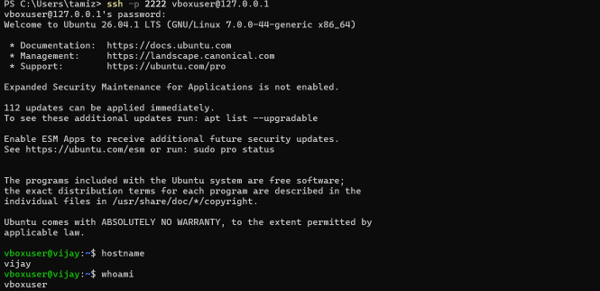 PS C:\Users\tamiz> ssh -p 2222 vboxuser@127.0.0.1
vboxuser@127.0.0.1's password:
Welcome to Ubuntu 26.04.1 LTS (GNU/Linux 7.0.0-44-generic x86_64)
* Documentation: https://docs.ubuntu.com
* Management: https://landscape.canonical.com
* Support: https://ubuntu.com/pro
Expanded Security Maintenance for Applications is not enabled.
112 updates can be applied immediately.
To see these additional updates run: apt list --upgradable
Enable ESM Apps to receive additional future security updates.
See https://ubuntu.com/esm or run: sudo pro status
The programs included with the Ubuntu system are free software;
the exact distribution terms for each program are described in the
individual files in /usr/share/doc/*/copyright.
Ubuntu comes with ABSOLUTELY NO WARRANTY, to the extent permitted by
applicable law.
vboxuser@vijay:~$ hostname
vijay
vboxuser@vijay:~$ whoami
vboxuser